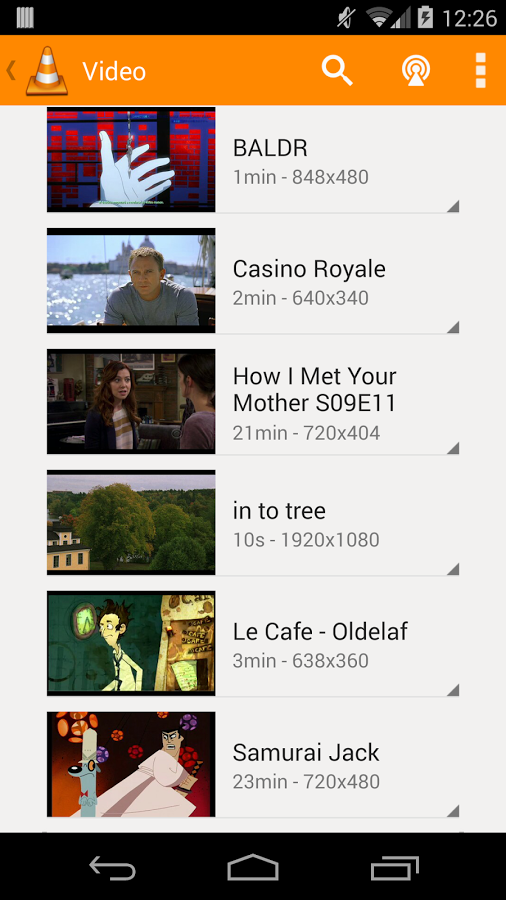 12:26
Video
BALDR
1min - 848x480
Casino Royale
2min - 640x340
How I Met Your
Mother S09E11
21min - 720x404
in to tree
10s - 1920x1080
Le Cafe - Oldelaf
3min - 638x360
Samurai Jack
23min - 720x480